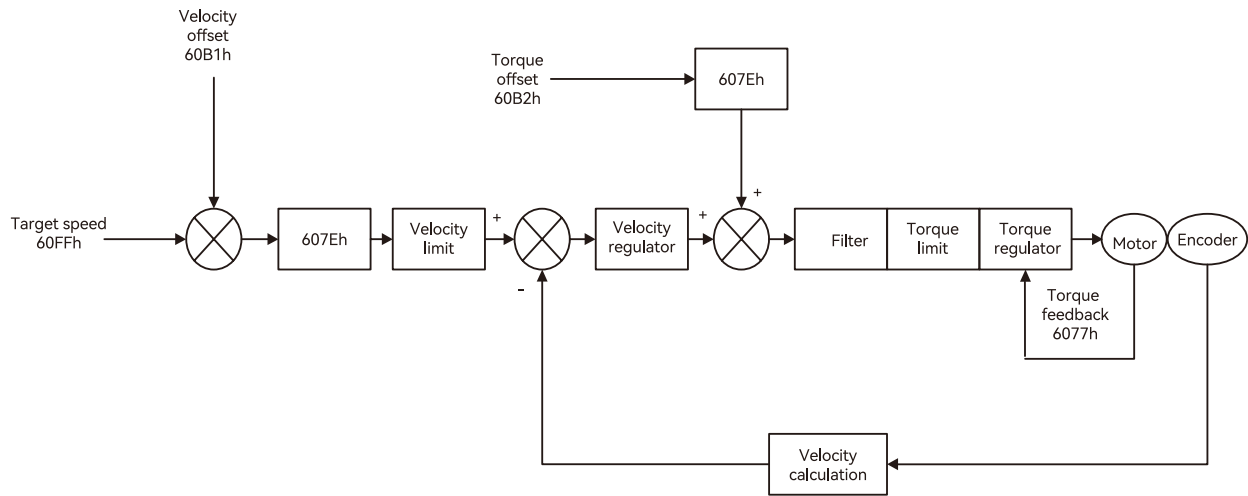 Velocity
offset
60B1h
Torque
offset
60B2h
607Eh
+
Target speed
60FFh
607Eh
Velocity
limit
+
-
Velocity
regulator
+
Filter
Torque
limit
Torque
regulator
Motor
Encoder
Torque
feedback
6077h
Velocity
calculation